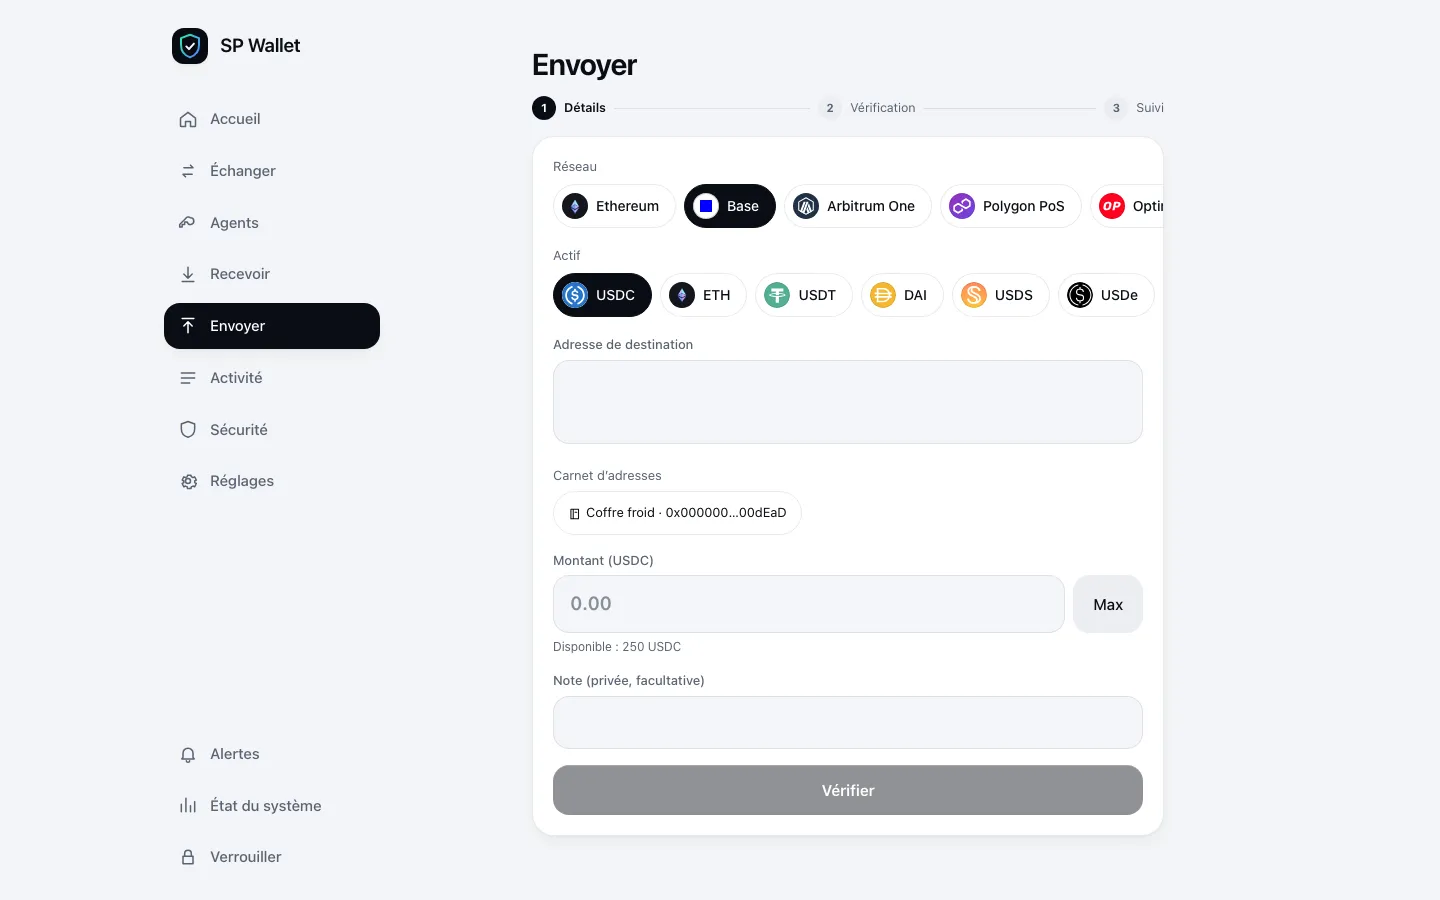 SP Wallet
Accueil
Échanger
Agents
Recevoir
Envoyer
Activité
Sécurité
Réglages
Alertes
État du système
Verrouiller
Envoyer
1 Détails
2 Vérification
3 Suivi
Réseau
Ethereum
Base
Arbitrum One
Polygon PoS
OP Optim
Actif
USDC
ETH
USDT
DAI
USDS
USDe
Adresse de destination
Carnet d'adresses
Coffre froid · 0x000000...00dEaD
Montant (USDC)
0.00
Max
Disponible : 250 USDC
Note (privée, facultative)
Vérifier